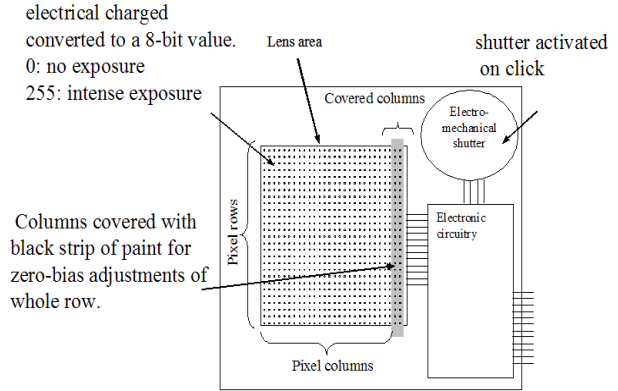 electrical charged
converted to a 8-bit value.
0: no exposure
255: intense exposure
Lens area
shutter activated
on click
Covered columns
Electro-
mechanical
shutter
Electronic
circuitry
Pixel rows
Columns covered with
black strip of paint for
zero-bias adjustments of
whole row.
Pixel columns